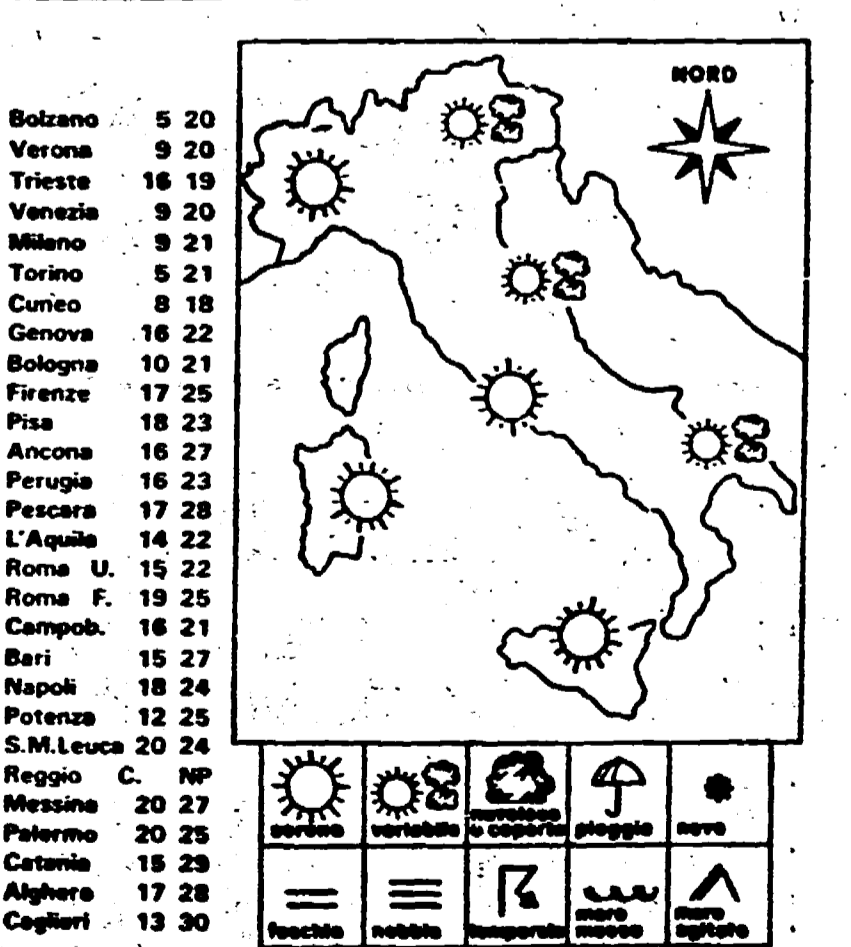 Bolzano 5 20
Verona 9 20
Trieste 16 19
Venezia 9 20
Milano 9 21
Torino 5 21
Cuneo 8 18
Genova 16 22
Bologna 10 21
Firenze 17 25
Pisa 18 23
Ancona 16 27
Perugia 16 23
Pescara 17 28
L'Aquila 14 22
Roma U. 15 22
Roma F. 19 25
Campob. 16 21
Bari 15 27
Napoli 18 24
Potenza 12 25
S.M.Leuca 20 24
Reggio C. NP
Messina 20 27
Palermo 20 25
Catania 15 29
Alghero 17 28
Cagliari 13 30
NORD
sereno
variabile
nuvoloso
o coperto
pioggia
neve
foschia
nebbia
temporale
mare
mosso
mare
agitato